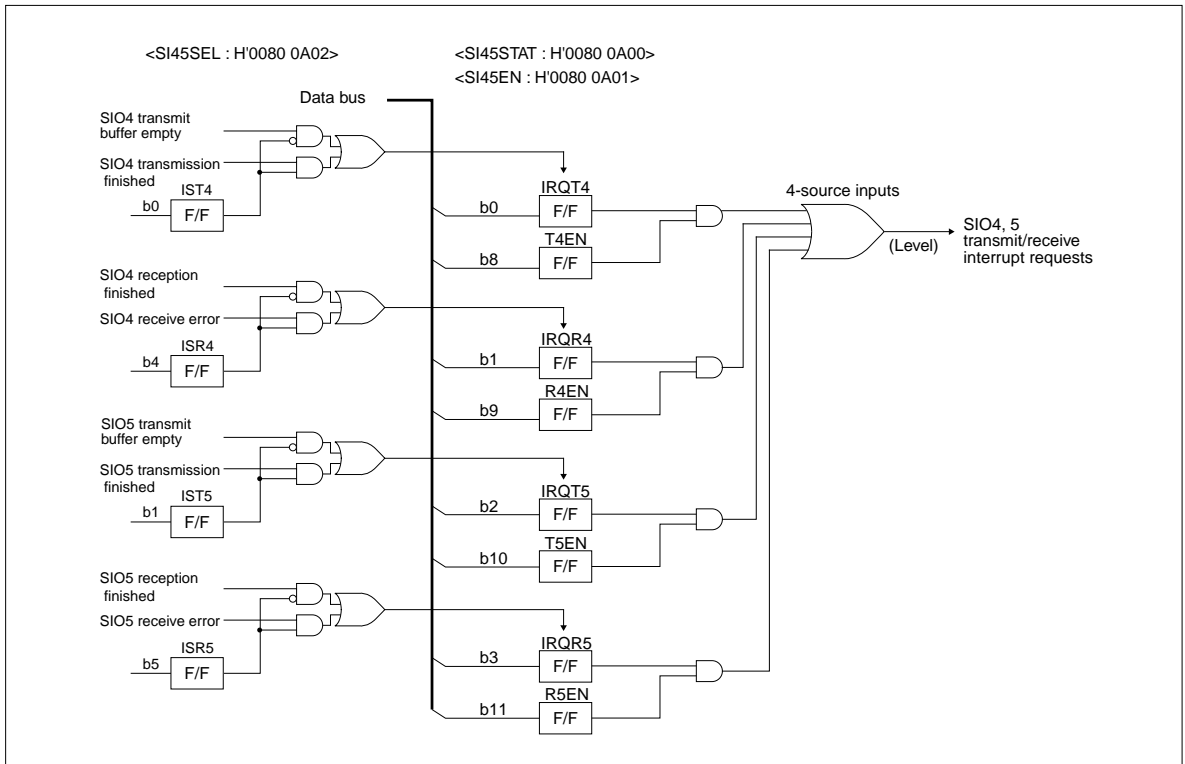 <SI45SEL : H'0080 0A02>
<SI45STAT : H'0080 0A00>
<SI45EN : H'0080 0A01>
Data bus
SIO4 transmit
buffer empty
SIO4 transmission
finished
IST4
b0
F/F
IRQT4
b0
F/F
T4EN
b8
F/F
4-source inputs
(Level)
SIO4, 5
transmit/receive
interrupt requests
SIO4 reception
finished
SIO4 receive error
ISR4
b4
F/F
IRQR4
b1
F/F
R4EN
b9
F/F
SIO5 transmit
buffer empty
SIO5 transmission
finished
IST5
b1
F/F
IRQT5
b2
F/F
T5EN
b10
F/F
SIO5 reception
finished
SIO5 receive error
ISR5
b5
F/F
IRQR5
b3
F/F
R5EN
b11
F/F